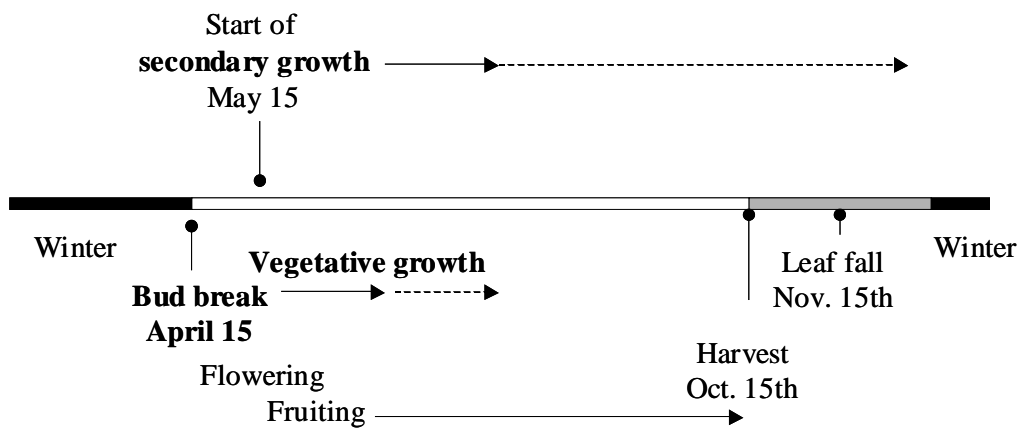 Start of
secondary growth
May 15
Winter
Vegetative growth
Bud break
April 15
Flowering
Fruiting
Harvest
Oct. 15th
Leaf fall
Nov. 15th
Winter